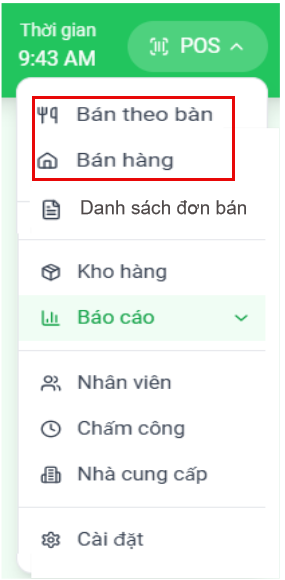 Thời gian
9:43 AM
POS
Bán theo bàn
Bán hàng
Danh sách đơn bán
Kho hàng
Báo cáo
Nhân viên
Chấm công
Nhà cung cấp
Cài đặt